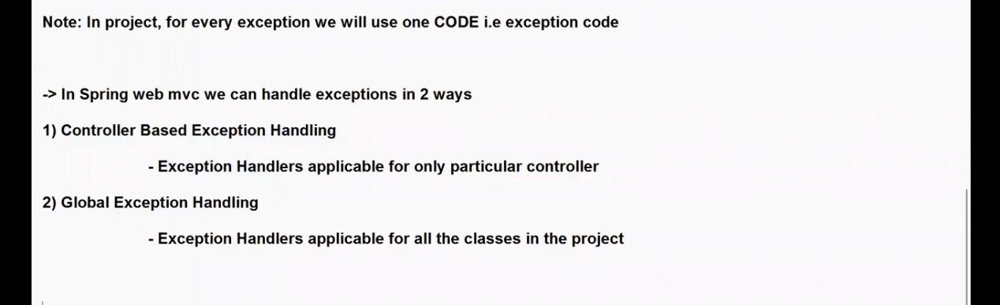 Note: In project, for every exception we will use one CODE i.e exception code
-> In Spring web mvc we can handle exceptions in 2 ways
1) Controller Based Exception Handling
- Exception Handlers applicable for only particular controller
2) Global Exception Handling
- Exception Handlers applicable for all the classes in the project